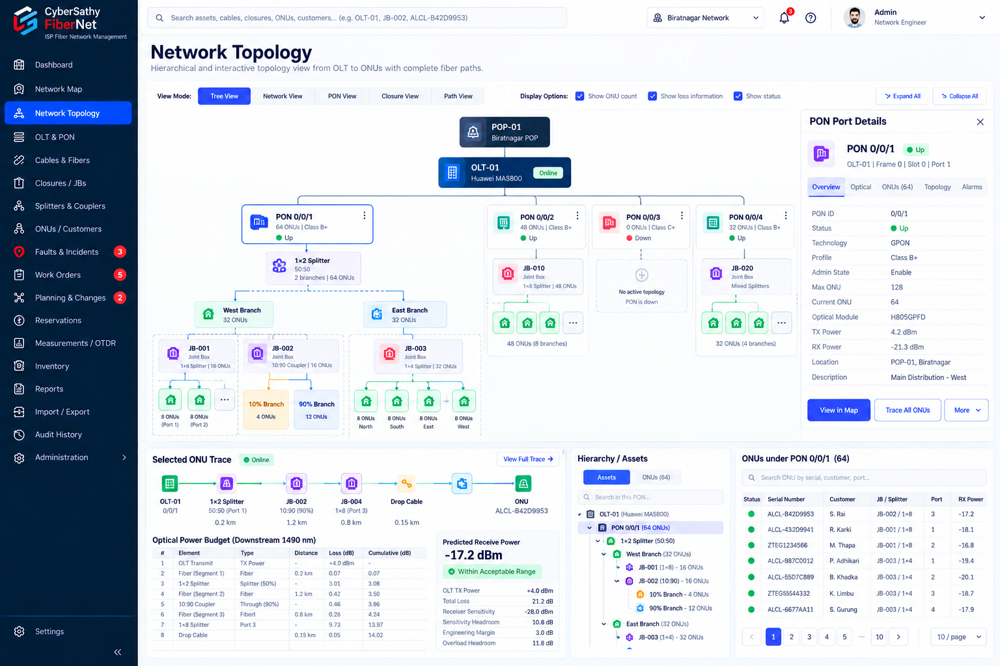 CyberSathy
FiberNet
ISP Fiber Network Management
Search assets, cables, closures, ONUs, customers... (e.g. OLT-01, JB-002, ALCL-B42D9953)
Biratnagar Network
3
Admin
Network Engineer
Dashboard
Network Map
Network Topology
OLT & PON
Cables & Fibers
Closures / JBs
Splitters & Couplers
ONUs / Customers
Faults & Incidents 3
Work Orders 5
Planning & Changes 2
Reservations
Measurements / OTDR
Inventory
Reports
Import / Export
Audit History
Administration
Settings
Network Topology
Hierarchical and interactive topology view from OLT to ONUs with complete fiber paths.
View Mode: Tree View Network View PON View Closure View Path View
Display Options: Show ONU count Show loss information Show status
Expand All Collapse All
POP-01
Biratnagar POP
OLT-01
Huawei MAS800
Online
PON 0/0/1
64 ONUs | Class B+
Up
1×2 Splitter
50:S0
2 branches | 64 ONUs
West Branch
32 ONUs
East Branch
32 ONUs
JB-001
Joint Box
Splitter | 16 ONUs
JB-002
Joint Box
10:90 Coupler | 16 ONUs
JB-003
Joint Box
1×4 Splitter | 32 ONUs
8 ONUs
(Port 1)
8 ONUs
(Port 2)
10% Branch
4 ONUs
90% Branch
12 ONUs
8 ONUs
North
8 ONUs
South
8 ONUs
East
8 ONUs
West
PON 0/0/2
48 ONUs | Class B+
Up
JB-010
Joint Box
1×8 Splitter | 48 ONUs
48 ONUs (8 branches)
PON 0/0/3
0 ONUs | Class C+
Down
No active topology
PON is down
PON 0/0/4
32 ONUs | Class B+
Up
JB-020
Joint Box
Mixed Splitters
32 ONUs (4 branches)
PON Port Details
PON 0/0/1 Up
OLT-01 | Frame 0 | Slot 0 | Port 1
Overview Optical ONUs (64) Topology Alarms
PON ID 0/0/1
Status Up
Technology GPON
Profile Class B+
Admin State Enable
Max ONU 128
Current ONU 64
Optical Module H805GPFD
TX Power 4.2 dBm
RX Power -21.3 dBm
Location POP-01, Biratnagar
Description Main Distribution - West
View in Map Trace All ONUs More
Selected ONU Trace Online View Full Trace
OLT-01
0/0/1
1×2 Splitter
50:S0 (Port 1)
0.2 km
JB-002
10:90 (90%)
1.2 km
JB-004
1×8 (Port 3)
0.8 km
Drop Cable
0.15 km
ONU
ALCL-B42D9953
Optical Power Budget (Downstream 1490 nm)
# Element Type Distance Loss (dB) Cumulative (dB)
1 OLT Transmit TX Power - +4.0 dBm -
2 Fiber (Segment 1) Fiber 0.2 km 0.07 0.07
3 1×2 Splitter Splitter (50%) - 3.01 3.08
4 Fiber (Segment 2) Fiber 1.2 km 0.42 3.50
5 10:90 Coupler Through (90%) - 0.46 3.96
6 Fiber (Segment 3) Fiberl 0.8 km 0.28 4.24
7 1×8 Splitter Port 3 - 9.73 13.97
8 Drop Cable 0.15 km 0.05 14.02
Predicted Receive Power
-17.2 dBm
Within Acceptable Range
OLT TX Power +4.0 dBm
Total Loss 21.2 dB
Receiver Sensitivity -28.0 dBm
Sensitivity Headroom 10.8 dB
Engineering Margin 3.0 dB
Overload Headroom 11.8 dB
Hierarchy / Assets
Assets ONUs (64)
Search in this PON...
OLT-01 (Huawei MAS800)
PON 0/0/1 (64 ONUs)
1×2 Splitter (50:50)
West Branch (32 ONUs)
JB-001 (1×8) - 16 ONUs
JB-002 (10:90) - 16 ONUs
10% Branch - 4 ONUs
90% Branch - 12 ONUs
East Branch (32 ONUs)
JB-003 (1×4) - 32 ONUs
ONUs under PON 0/0/1 (64)
Search ONU by serial, customer, port...
Status Serial Number Customer JB / Splitter Port RX Power
ALCL-B42D9953 S. Rai JB-002 / 1×8 3 -17.2
ALCL-432D9941 R. Karki JB-001 / 1×8 1 -18.1
ZTEG1234566 M. Thapa JB-001 / 1×8 2 -16.8
ALCL-987C0012 P. Adhikari JB-003 / 1×4 1 -19.4
ALCL-55D7C889 B. Khadka JB-003 / 1×4 2 -20.1
ZTEG55544332 K. Limbu JB-003 / 1×4 3 -18.7
ALCL-6677AA11 S. Gurung JB-003 / 1×4 4 -17.9
1 2 3 4 5 ... 10 10 / page